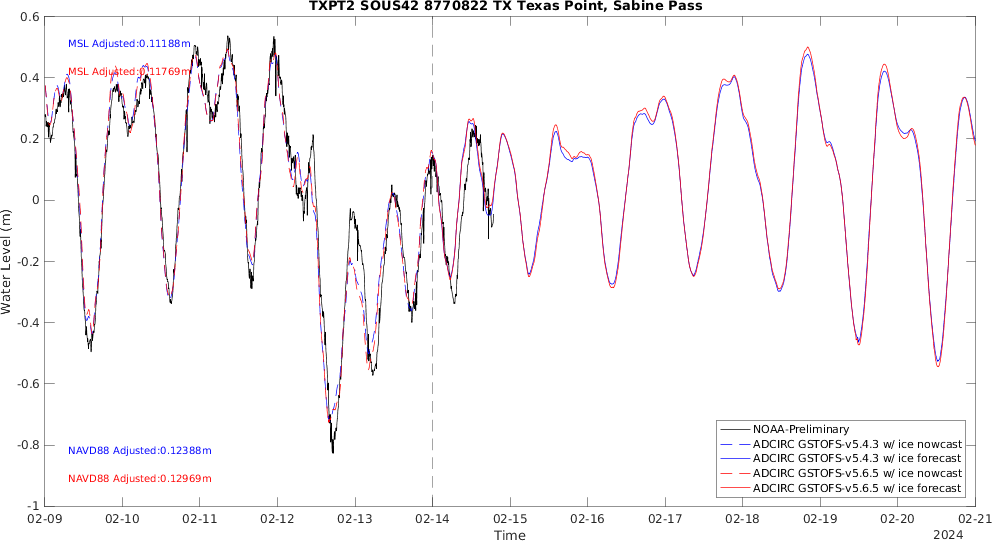 TXPT2 SOUS42 8770822 TX Texas Point, Sabine Pass
0.6
0.4
0.2
0
-0.2
-0.4
-0.6
-0.8
-1
Water Level (m)
MSL Adjusted:0.11188m
MSL Adjusted:0.11769m
NAVD88 Adjusted:0.12388m
NAVD88 Adjusted:0.12969m
NOAA-Preliminary
ADCIRC GSTOFS-v5.4.3 w/ ice nowcast
ADCIRC GSTOFS-v5.4.3 w/ ice forecast
ADCIRC GSTOFS-v5.6.5 w/ ice nowcast
ADCIRC GSTOFS-v5.6.5 w/ ice forecast
02-09 02-10 02-11 02-12 02-13 02-14 02-15 02-16 02-17 02-18 02-19 02-20 02-21
Time
2024